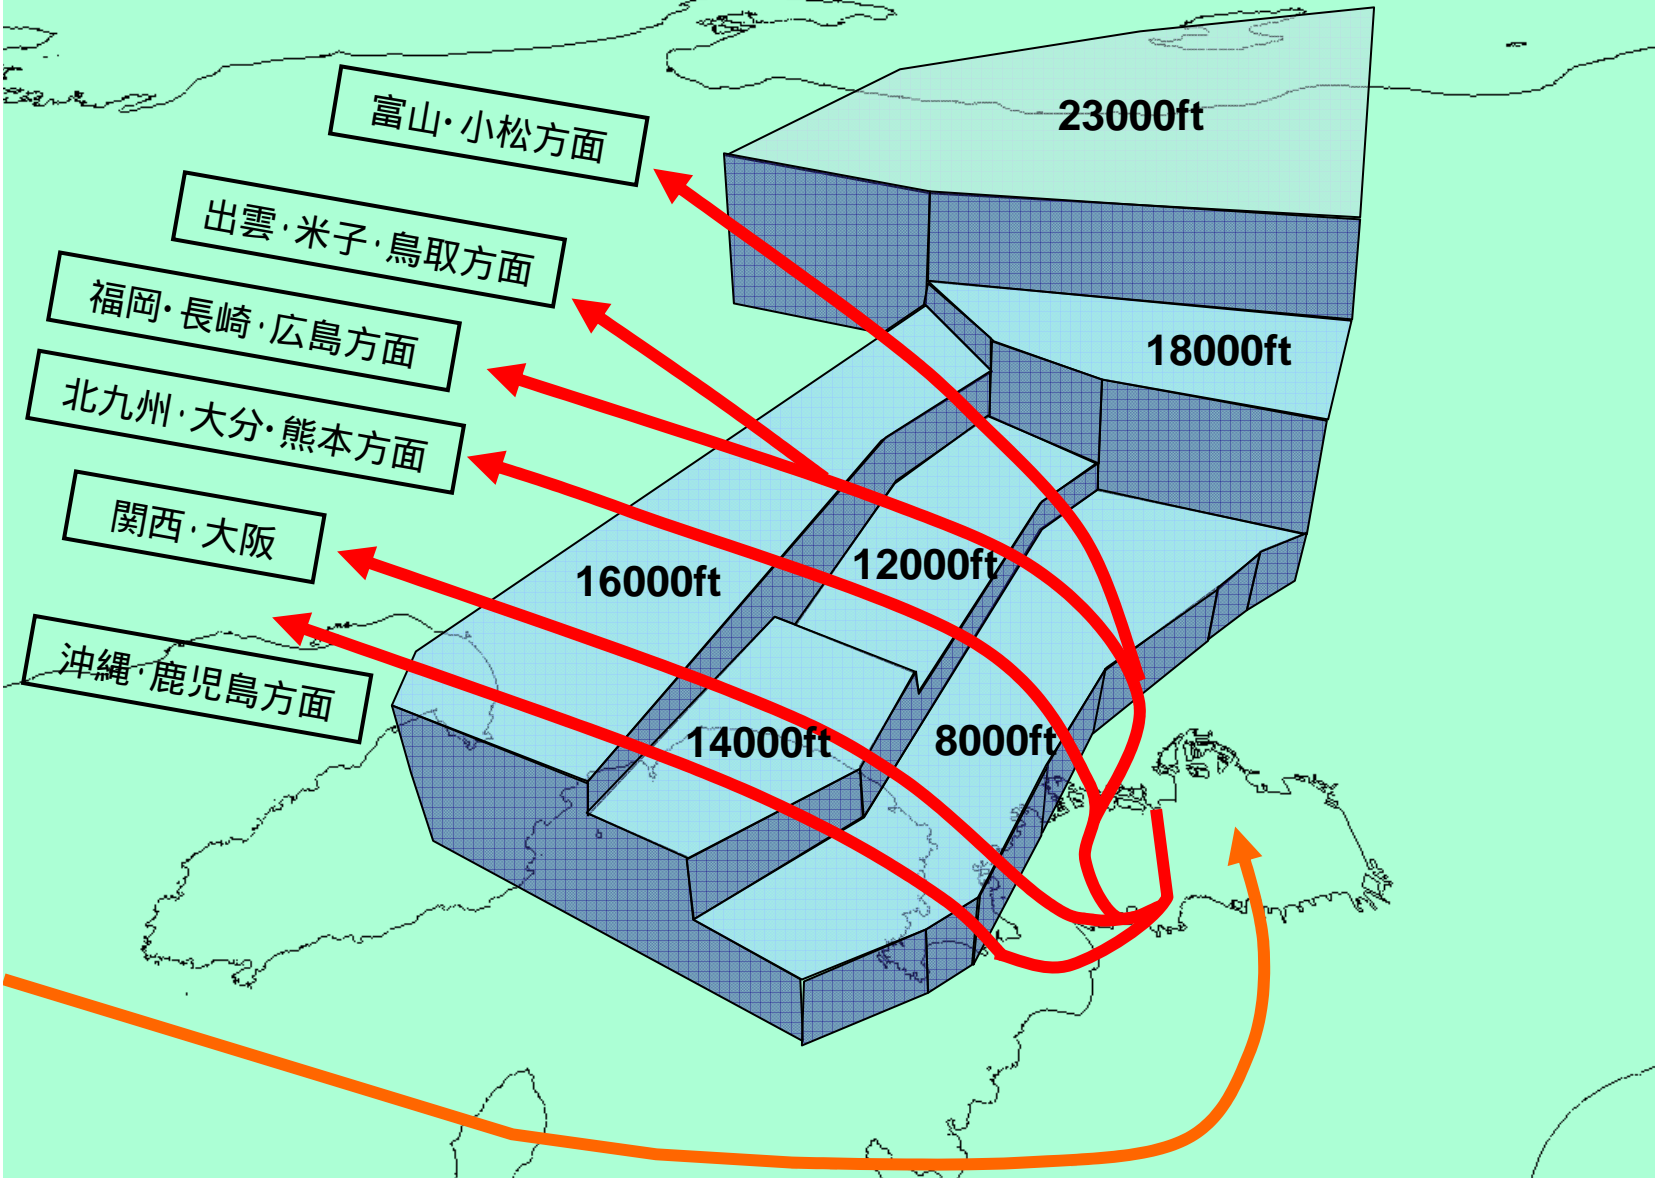 23000ft
富山・小松方面
出雲・米子・鳥取方面
18000ft
福岡・長崎・広島方面
北九州・大分・熊本方面
関西・大阪
12000ft
16000ft
沖縄・鹿児島方面
14000ft
8000ft